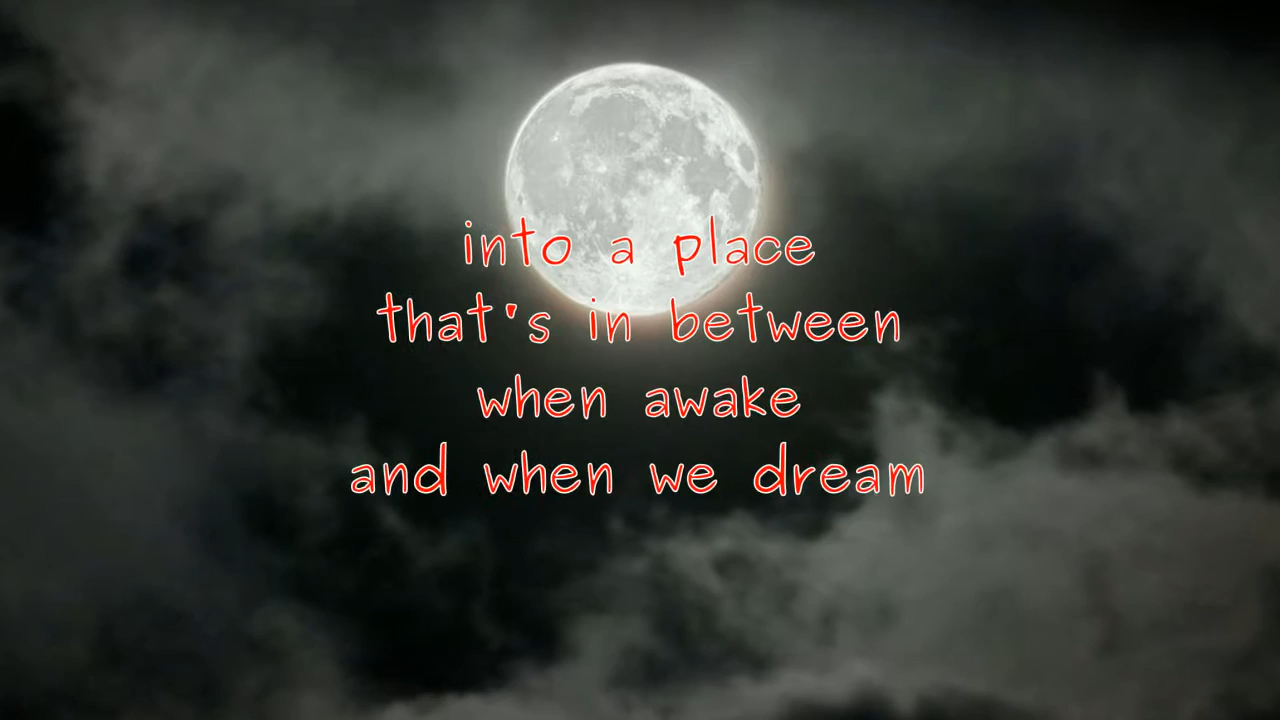 into a place
that's in between
when awake
and when we dream